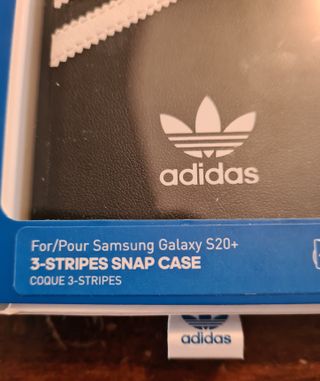 adidas
For/Pour Samsung Galaxy S20+
3-STRIPES SNAP CASE
COQUE 3-STRIPES
adidas